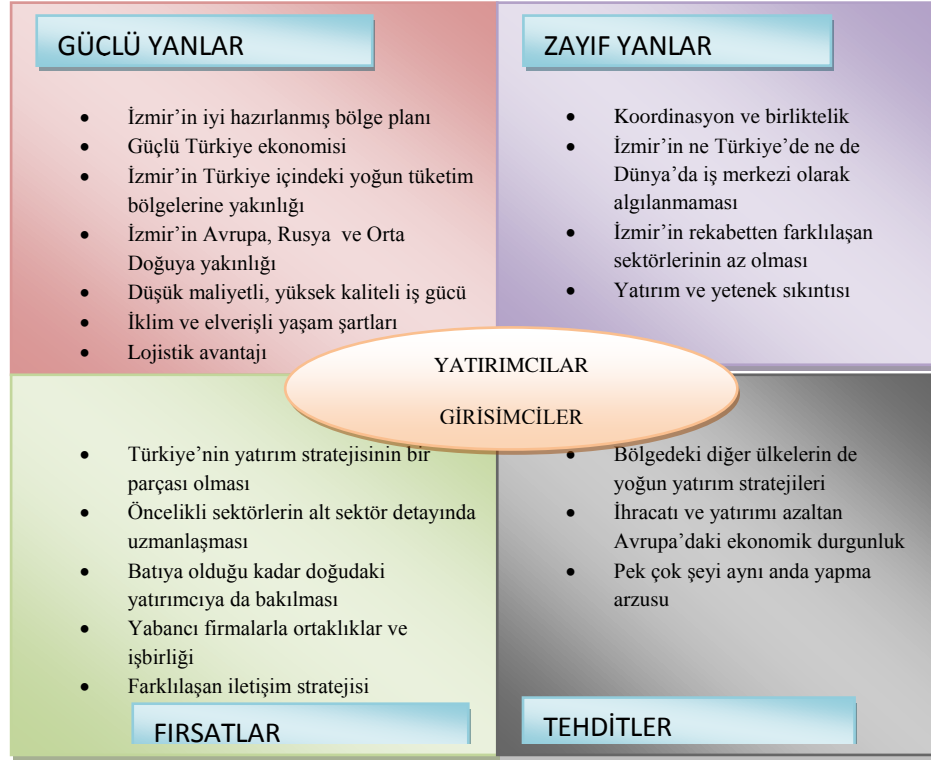 GÜCLÜ YANLAR
• İzmir’in iyi hazırlanmış bölge planı
• Güçlü Türkiye ekonomisi
• İzmir’in Türkiye içindeki yoğun tüketim
bölgelerine yakınlığı
• İzmir’in Avrupa, Rusya ve Orta
Doğuya yakınlığı
• Düşük maliyetli, yüksek kaliteli iş gücü
• İklim ve elverişli yaşam şartları
• Lojistik avantajı
ZAYIF YANLAR
• Koordinasyon ve birliktelik
• İzmir’in ne Türkiye’de ne de
Dünya’da iş merkezi olarak
algılanmaması
• İzmir’in rekabetten farklılaşan
sektörlerinin az olması
• Yatırım ve yetenek sıkıntısı
YATIRIMCILAR
GİRİSİMCİLER
• Türkiye’nin yatırım stratejisinin bir
parçası olması
• Öncelikli sektörlerin alt sektör detayında
uzmanlaşması
• Batıya olduğu kadar doğudaki
yatırımcıya da bakılması
• Yabancı firmalarla ortaklıklar ve
işbirliği
• Farklılaşan iletişim stratejisi
FIRSATLAR
• Bölgedeki diğer ülkelerin de
yoğun yatırım stratejileri
• İhracatı ve yatırımı azaltan
Avrupa’daki ekonomik durgunluk
• Pek çok şeyi aynı anda yapma
arzusu
TEHDİTLER